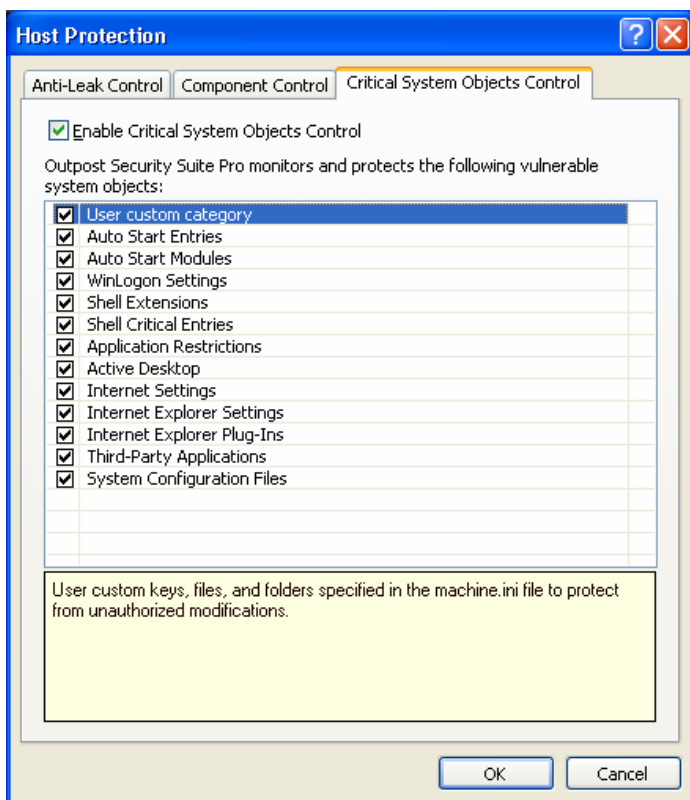 Host Protection
Anti-Leak Control
Component Control
Critical System Objects Control
Enable Critical System Objects Control
Outpost Security Suite Pro monitors and protects the following vulnerable
system objects:
User custom category
Auto Start Entries
Auto Start Modules
WinLogon Settings
Shell Extensions
Shell Critical Entries
Application Restrictions
Active Desktop
Internet Settings
Internet Explorer Settings
Internet Explorer Plug-Ins
Third-Party Applications
System Configuration Files
User custom keys, files, and folders specified in the machine.ini file to protect
from unauthorized modifications.
OK
Cancel